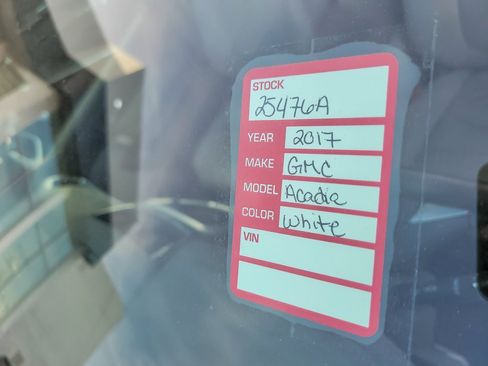 STOCK
25476A
YEAR 2017
MAKE GMC
MODEL Acadia
COLOR White
VIN